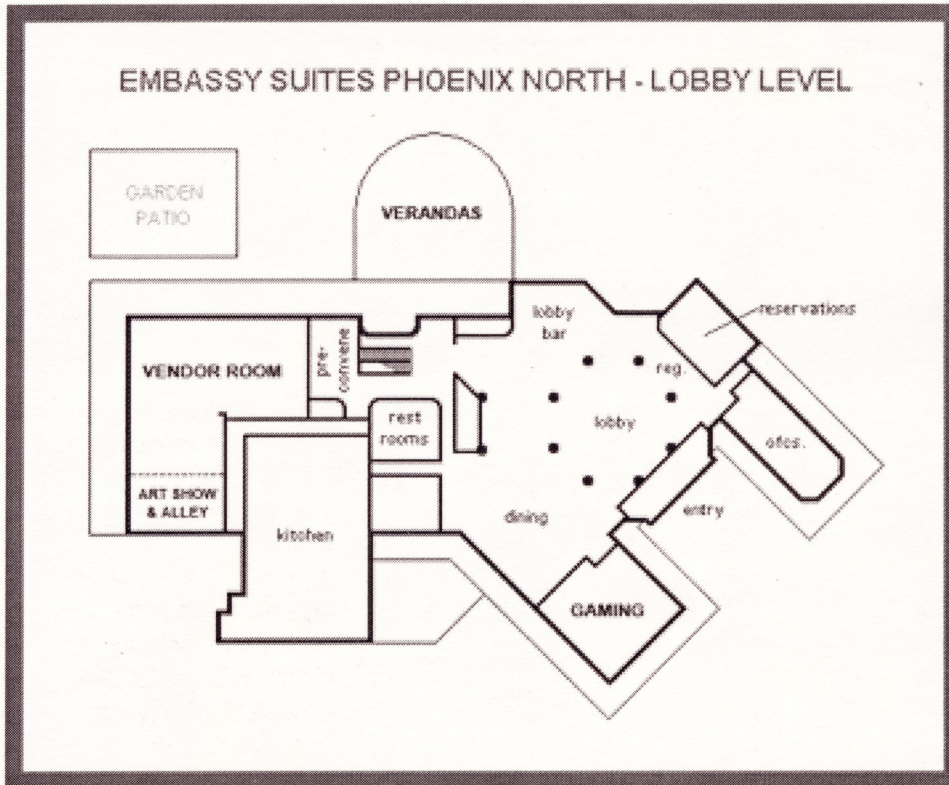 EMBASSY SUITES PHOENIX NORTH - LOBBY LEVEL
GARDEN
PATIO
VERANDAS
lobby
bar
reservations
VENDOR ROOM
pre-
convene
reg.
rest
rooms
lobby
ofcs.
ART SHOW
& ALLEY
kitchen
dining
entry
GAMING